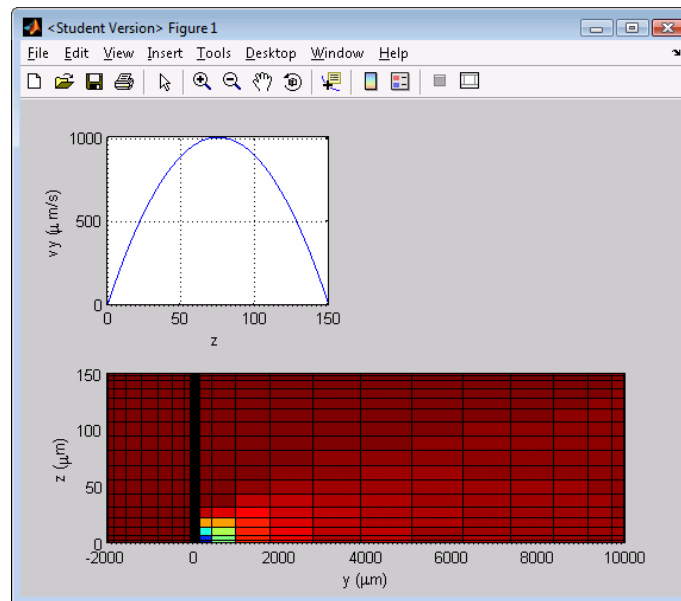 <Student Version> Figure 1
File Edit View Insert Tools Desktop Window Help
1000
500
0
vy (μ m/s)
0 50 100 150
z
150
100
50
0
z (μm)
-2000 0 2000 4000 6000 8000 10000
y (μm)